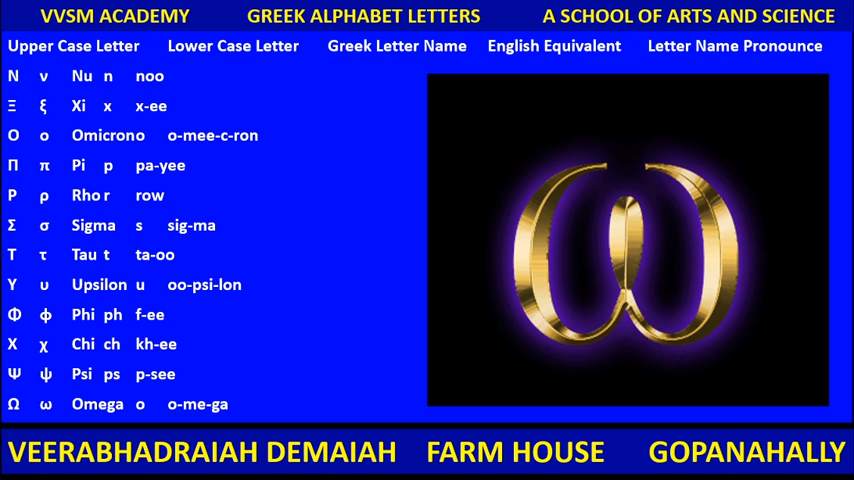 VVSM ACADEMY GREEK ALPHABET LETTERS A SCHOOL OF ARTS AND SCIENCE
Upper Case Letter Lower Case Letter Greek Letter Name English Equivalent Letter Name Pronounce
Ν ν Nu n noo
Ξ ξ Xi x x-ee
Ο ο Omicrono o-mee-c-ron
Π π Pi p pa-yee
Ρ ρ Rho r row
Σ σ Sigma s sig-ma
Τ τ Tau t ta-oo
Υ υ Upsilon u oo-psi-lon
Φ φ Phi ph f-ee
Χ χ Chi ch kh-ee
Ψ ψ Psi ps p-see
Ω ω Omega o o-me-ga
ω
VEERABHADRAIAH DEMAIAH FARM HOUSE GOPANAHALLY